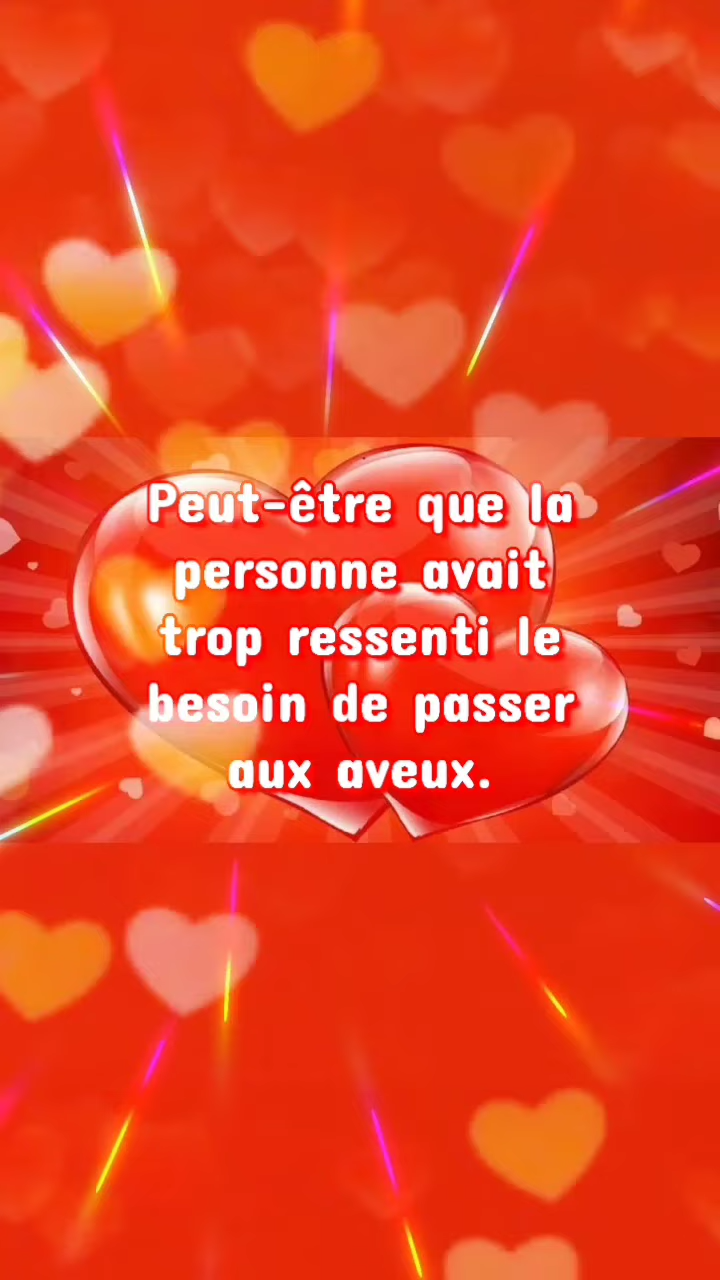 Peut-être que la
personne avait
trop ressenti le
besoin de passer
aux aveux.